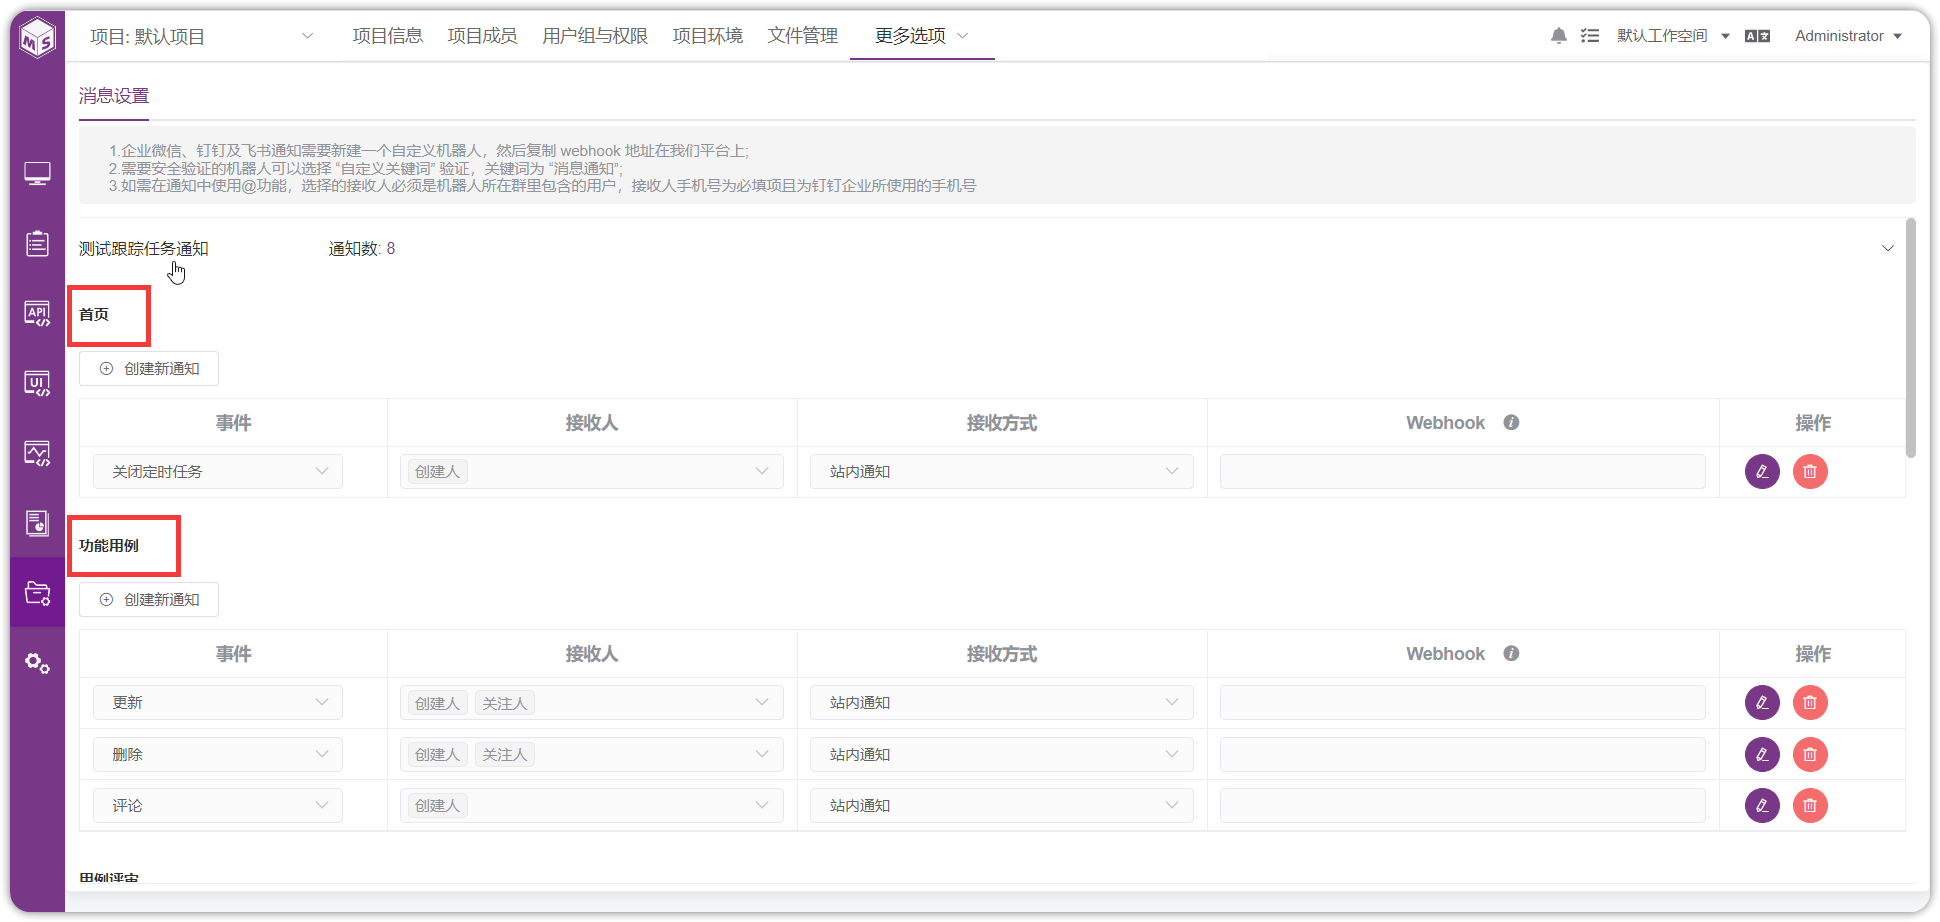 MS
项目: 默认项目
项目信息
项目成员
用户组与权限
项目环境
文件管理
更多选项
默认工作空间
A文
Administrator
消息设置
1.企业微信、钉钉及飞书通知需要新建一个自定义机器人，然后复制 webhook 地址在我们平台上;
2.需要安全验证的机器人可以选择 “自定义关键词” 验证，关键词为 “消息通知”;
3.如需在通知中使用@功能，选择的接收人必须是机器人所在群里包含的用户，接收人手机号为必填项且为钉钉企业所使用的手机号
测试跟踪任务通知
通知数: 8
API
UI
首页
创建新通知
事件 接收人 接收方式 Webhook 操作
关闭定时任务 创建人 站内通知
功能用例
创建新通知
事件 接收人 接收方式 Webhook 操作
更新 创建人 关注人 站内通知
删除 创建人 关注人 站内通知
评论 创建人 站内通知
用例评审